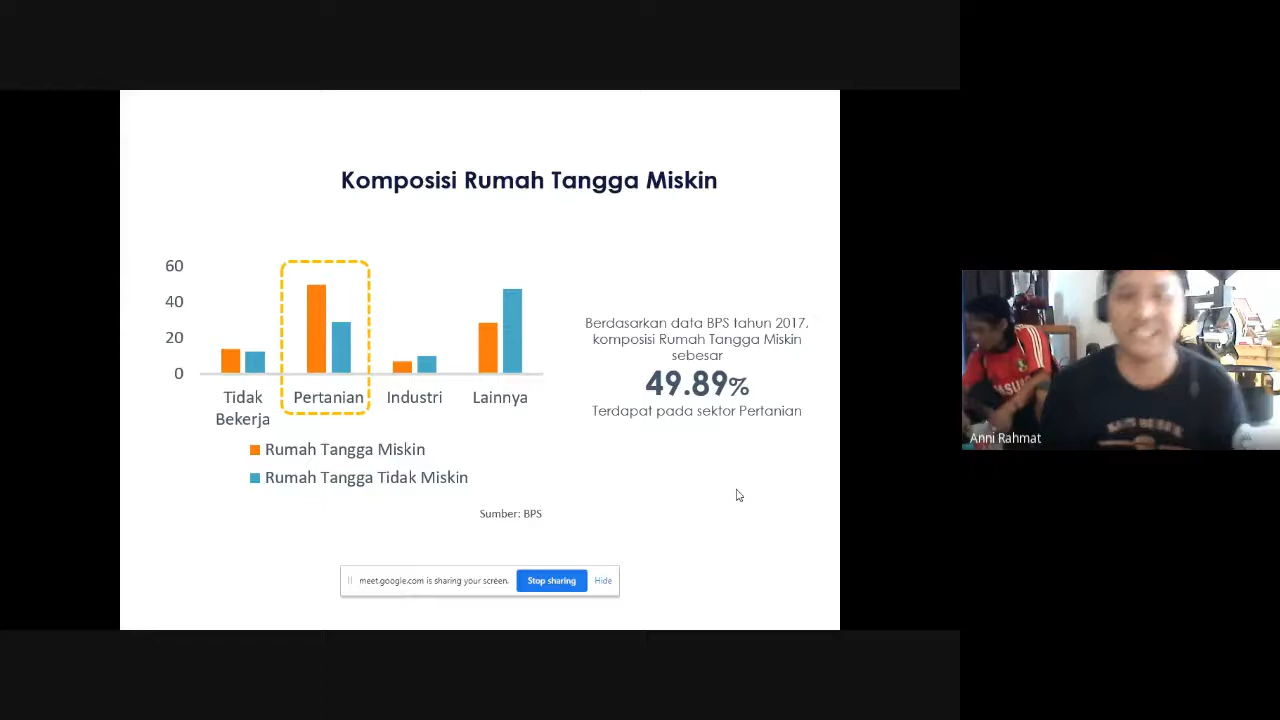 Komposisi Rumah Tangga Miskin
60
40
20
0
Tidak
Bekerja
Pertanian
Industri
Lainnya
Rumah Tangga Miskin
Rumah Tangga Tidak Miskin
Sumber: BPS
Berdasarkan data BPS tahun 2017,
komposisi Rumah Tangga Miskin
sebesar
49.89%
Terdapat pada sektor Pertanian
meet.google.com is sharing your screen.
Stop sharing
Hide
Anni Rahmat